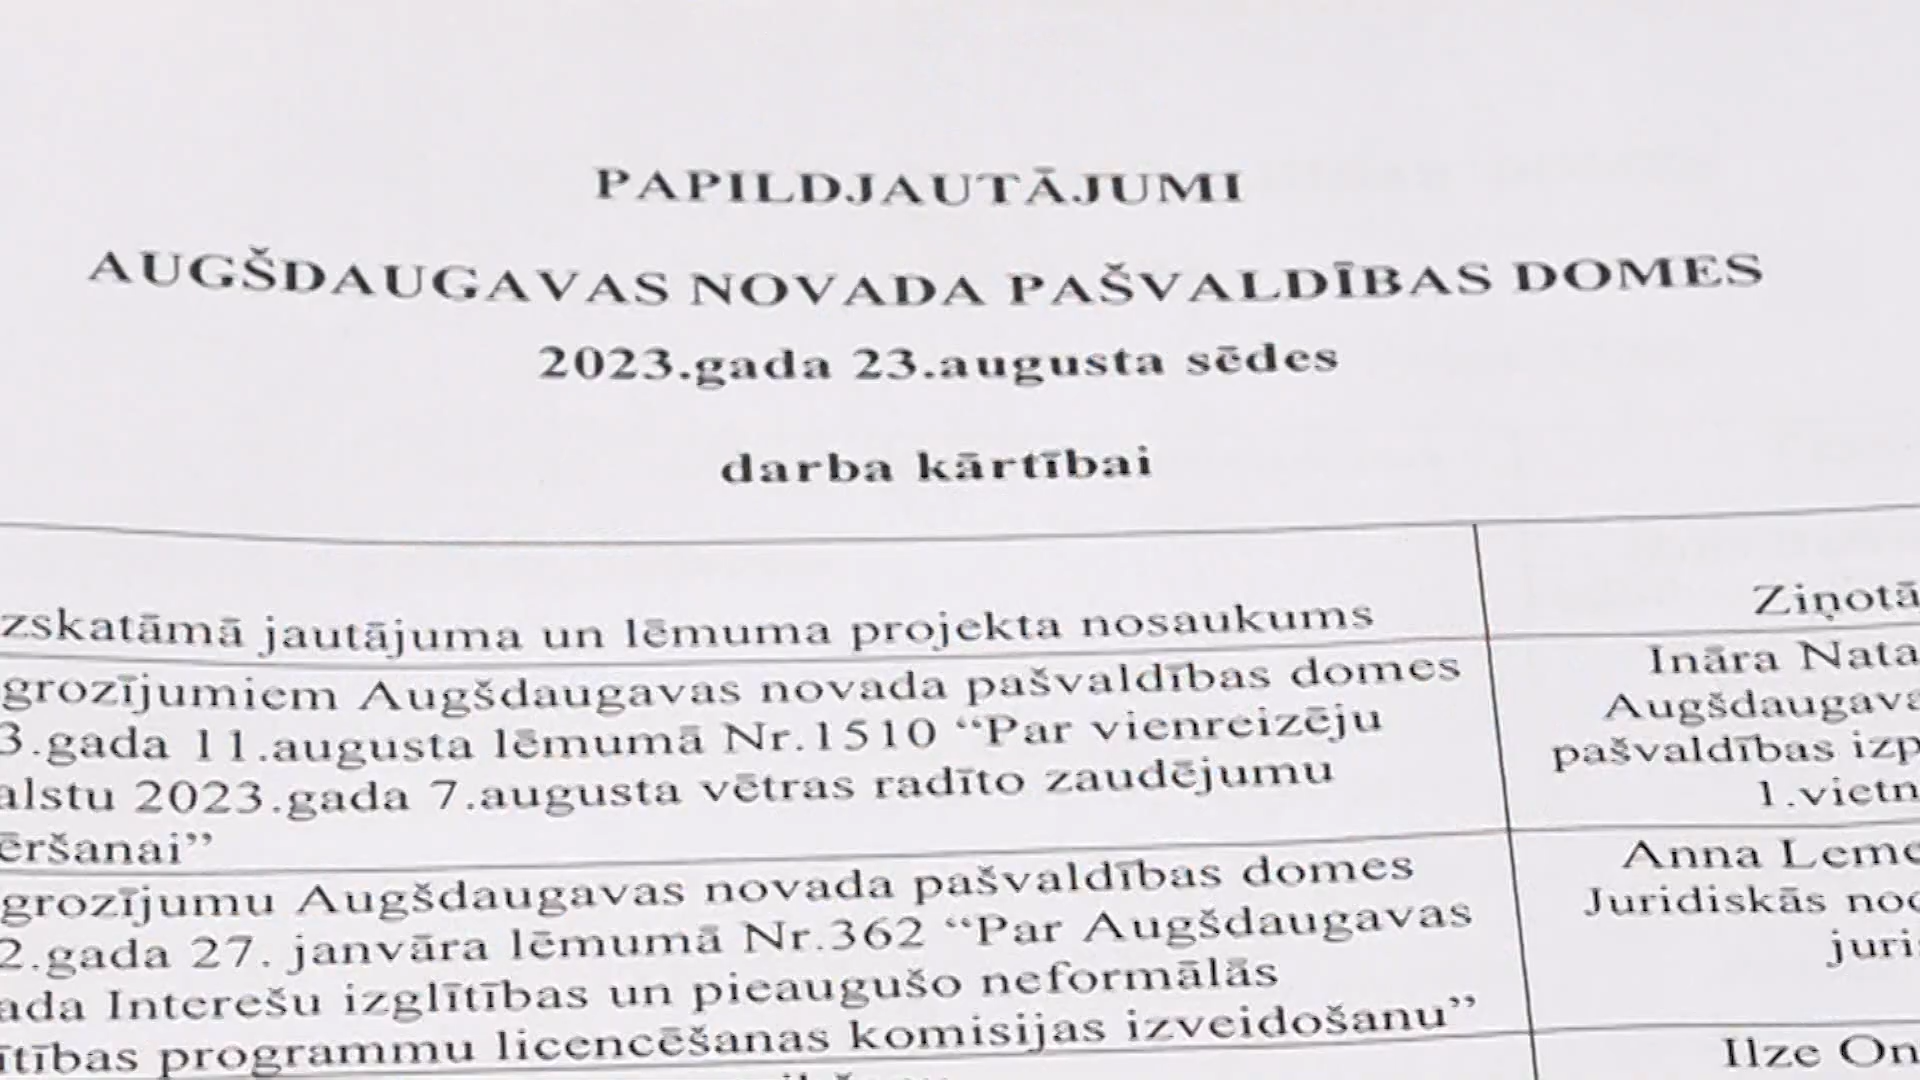 PAPILDJAUTĀJUMI
AUGŠDAUGAVAS NOVADA PAŠVALDĪBAS DOMES
2023.gada 23.augusta sēdes
darba kārtībai
zskatāmā jautājuma un lēmuma projekta nosaukums
Ziņotā
grozījumiem Augšdaugavas novada pašvaldības domes
3.gada 11.augusta lēmumā Nr.1510 “Par vienreizēju
alstu 2023.gada 7.augusta vētras radīto zaudējumu
ēršanai”
Ināra Nata
Augšdaugava
pašvaldības izp
1.vietn
grozījumu Augšdaugavas novada pašvaldības domes
2.gada 27. janvāra lēmumā Nr.362 “Par Augšdaugavas
ada Interešu izglītības un pieaugušo neformālās
ītības programmu licencēšanas komisijas izveidošanu”
Anna Leme
Juridiskās nod
juri
Ilze On